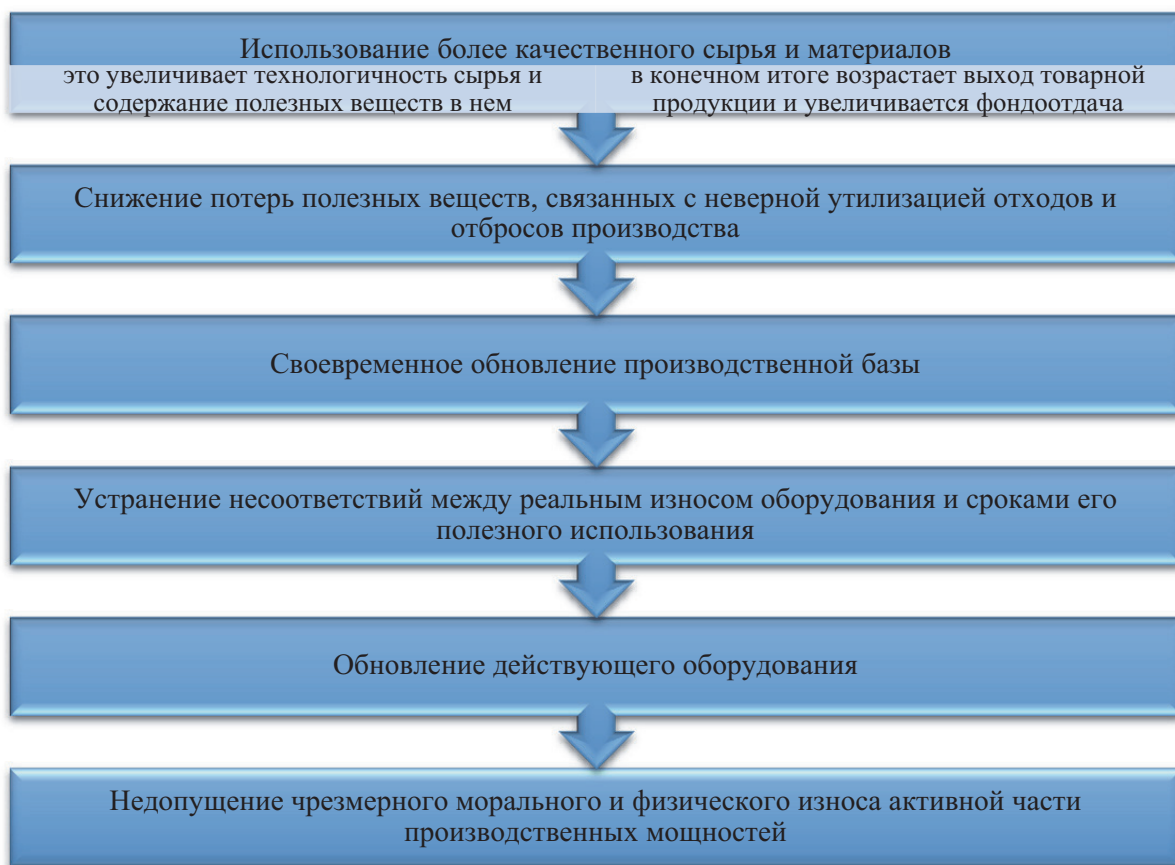 Использование более качественного сырья и материалов
это увеличивает технологичность сырья и
содержание полезных веществ в нем
в конечном итоге возрастает выход товарной
продукции и увеличивается фондоотдача
Снижение потерь полезных веществ, связанных с неверной утилизацией отходов и
отбросов производства
Своевременное обновление производственной базы
Устранение несоответствий между реальным износом оборудования и сроками его
полезного использования
Обновление действующего оборудования
Недопущение чрезмерного морального и физического износа активной части
производственных мощностей